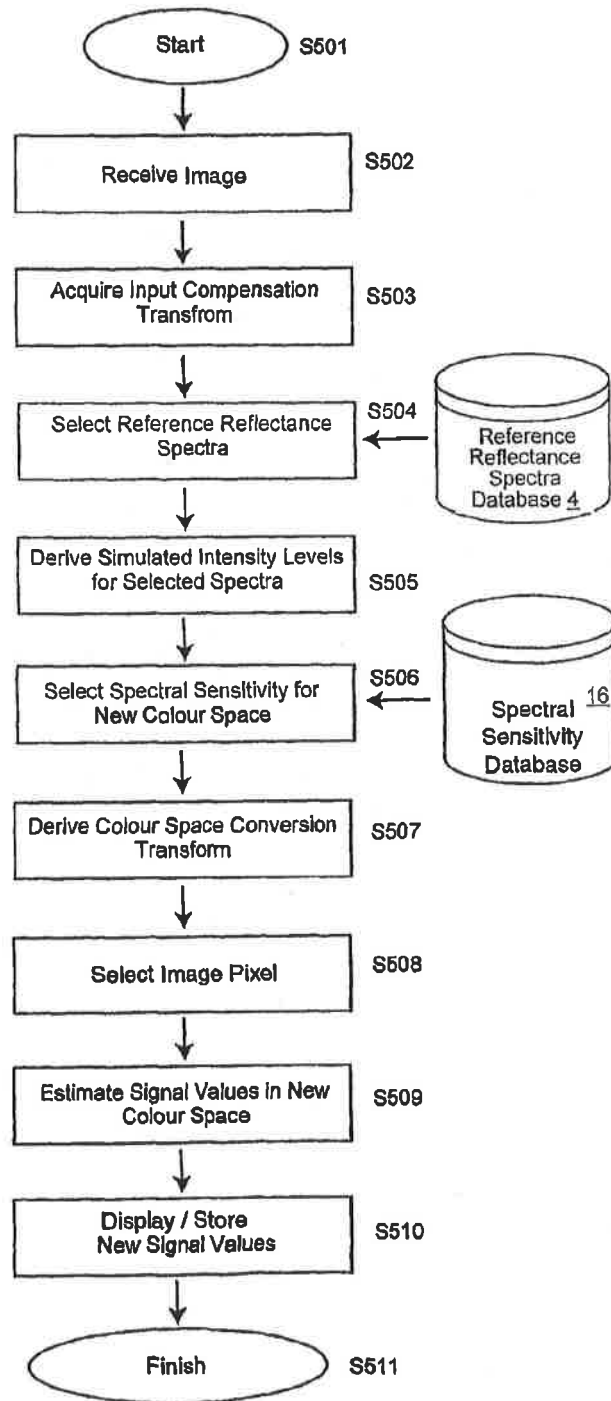 Start
S501
Receive Image
S502
Acquire Input Compensation
Transfrom
S503
Select Reference Reflectance
Spectra
S504
Reference
Reflectance
Spectra
Database 4
Derive Simulated Intensity Levels
for Selected Spectra
S505
Select Spectral Sensitivity for
New Colour Space
S506
16
Spectral
Sensitivity
Database
Derive Colour Space Conversion
Transform
S507
Select Image Pixel
S508
Estimate Signal Values in New
Colour Space
S509
Display / Store
New Signal Values
S510
Finish
S511